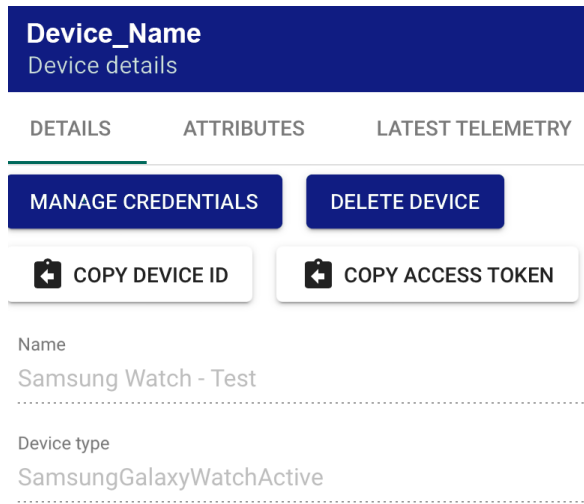 Device_Name
Device details
DETAILS ATTRIBUTES LATEST TELEMETRY
MANAGE CREDENTIALS DELETE DEVICE
COPY DEVICE ID COPY ACCESS TOKEN
Name
Samsung Watch - Test
Device type
SamsungGalaxyWatchActive